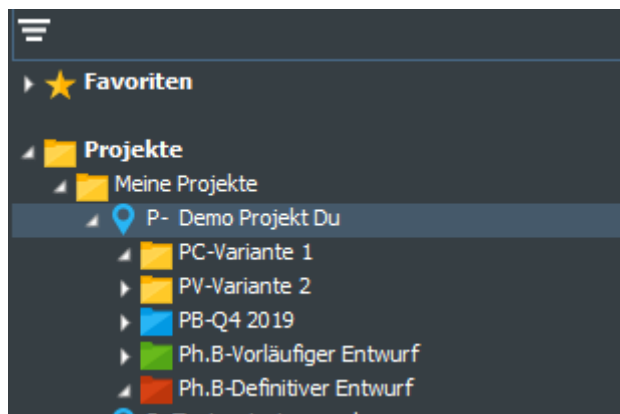 Favoriten
Projekte
Meine Projekte
P- Demo Projekt Du
PC-Variante 1
PV-Variante 2
PB-Q4 2019
Ph.B-Vorläufiger Entwurf
Ph.B-Definitiver Entwurf